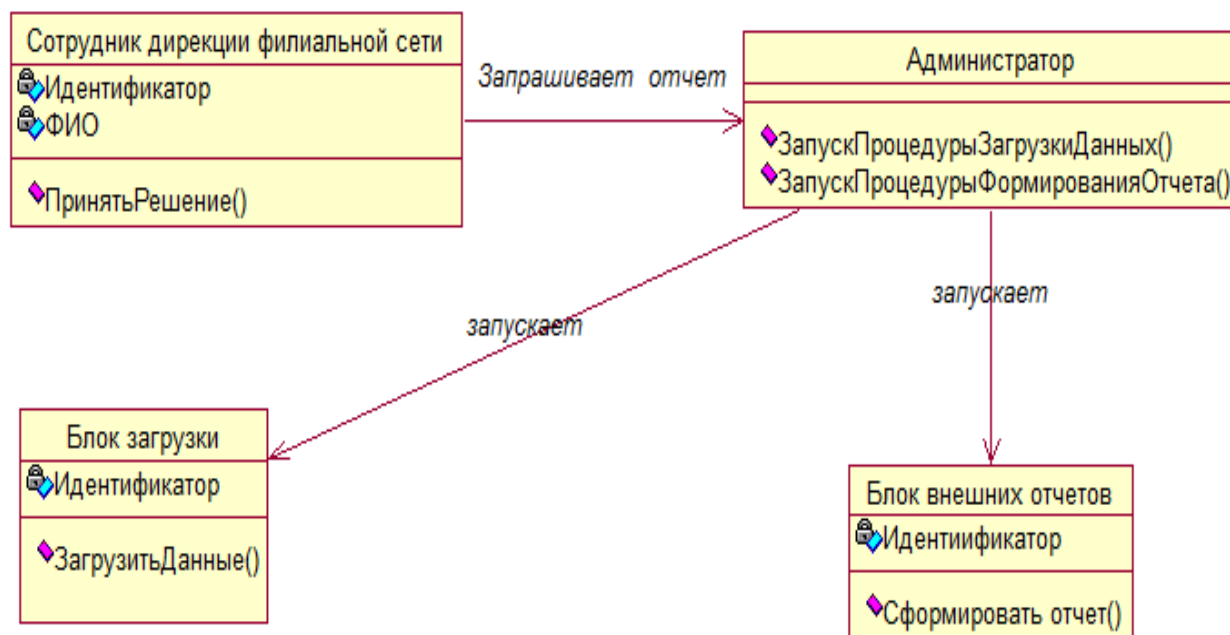 Сотрудник дирекции филиальной сети
Идентификатор
ФИО
ПринятьРешение()
Запрашивает отчет
Администратор
ЗапускПроцедурыЗагрузкиДанных()
ЗапускПроцедурыФормированияОтчета()
запускает
запускает
Блок загрузки
Идентификатор
ЗагрузитьДанные()
Блок внешних отчетов
Идентиификатор
Сформировать отчет()